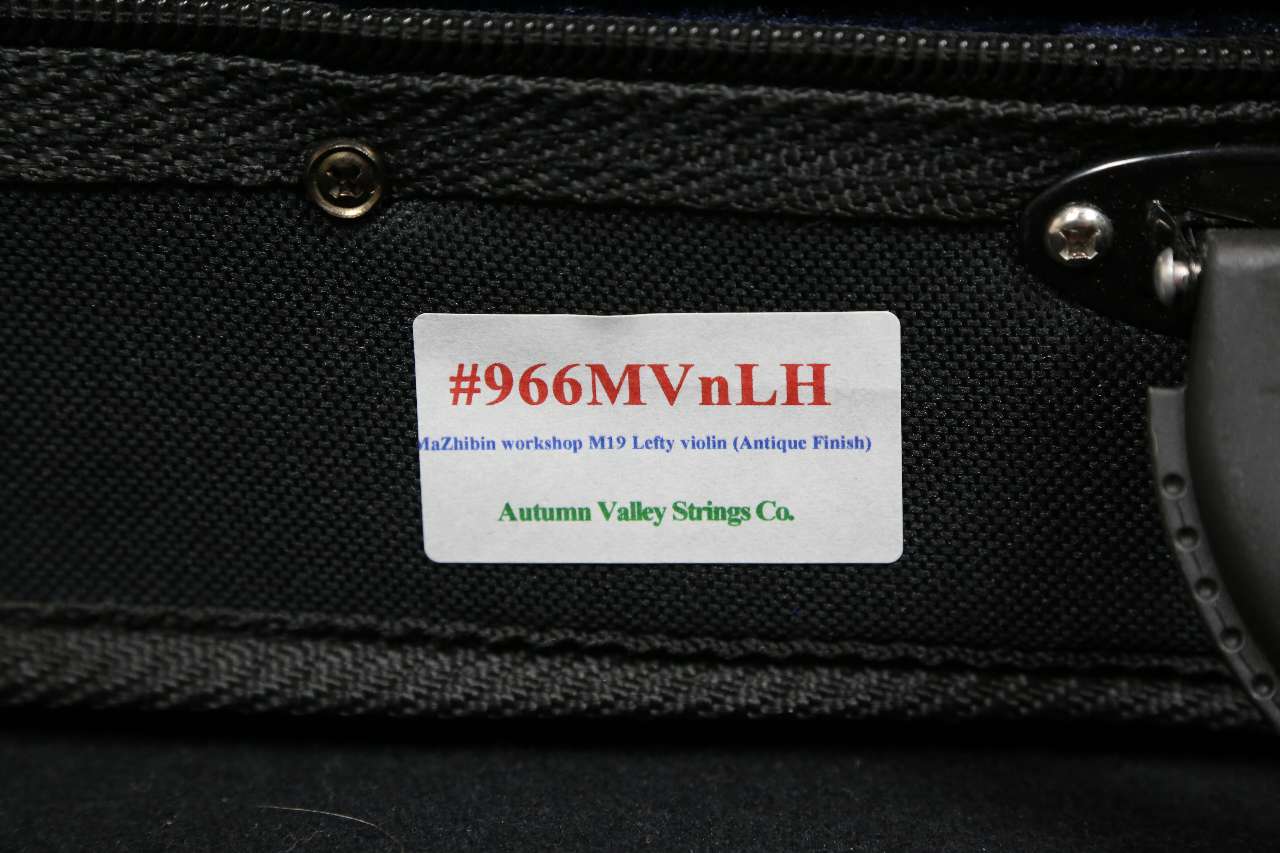 #966MVnLH
MaZhibin workshop M19 Lefty violin (Antique Finish)
Autumn Valley Strings Co.